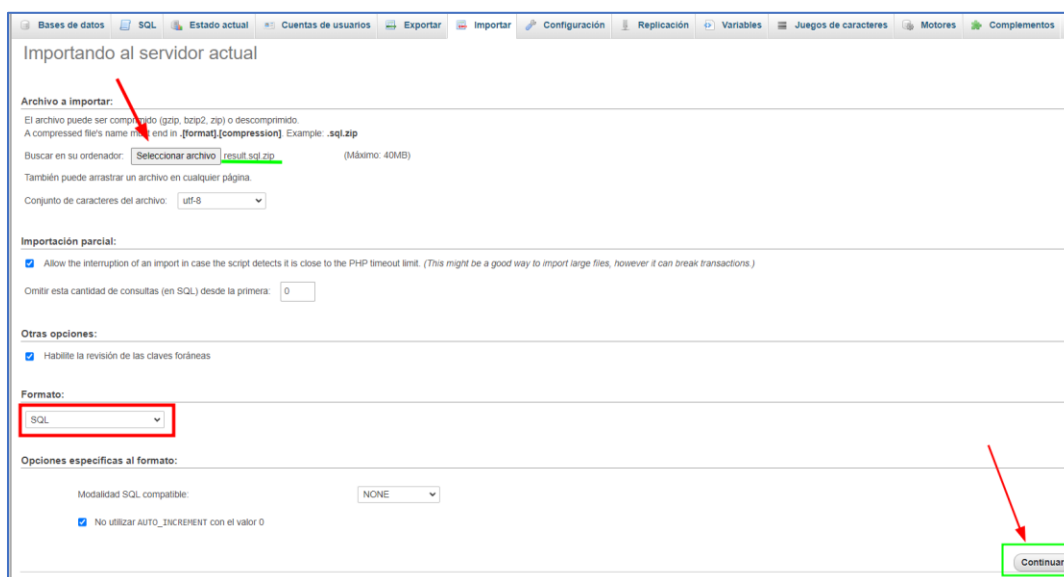 Bases de datos SQL Estado actual Cuentas de usuarios Exportar Importar Configuración Replicación Variables Juegos de caracteres Motores Complementos
Importando al servidor actual
Archivo a importar:
El archivo puede ser comprimido (gzip, bzip2, zip) o descomprimido.
A compressed file's name must end in .[format].[compression]. Example: .sql.zip
Buscar en su ordenador: Seleccionar archivo result.sql.zip (Máximo: 40MB)
También puede arrastrar un archivo en cualquier página.
Conjunto de caracteres del archivo: utf-8
Importación parcial:
Allow the interruption of an import in case the script detects it is close to the PHP timeout limit. (This might be a good way to import large files, however it can break transactions.)
Omitir esta cantidad de consultas (en SQL) desde la primera: 0
Otras opciones:
Habilite la revisión de las claves foráneas
Formato:
SQL
Opciones específicas al formato:
Modalidad SQL compatible: NONE
No utilizar AUTO_INCREMENT con el valor 0
Continuar